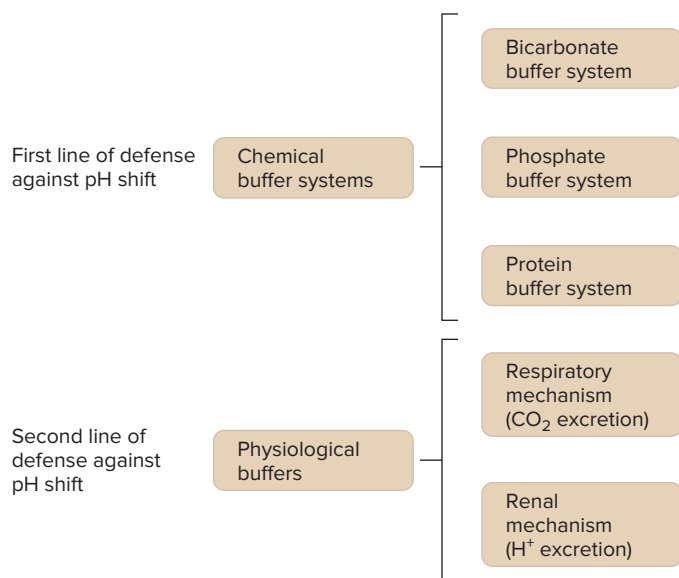 First line of defense
against pH shift
Chemical
buffer systems
Bicarbonate
buffer system
Phosphate
buffer system
Protein
buffer system
Second line of
defense against
pH shift
Physiological
buffers
Respiratory
mechanism
(CO₂ excretion)
Renal
mechanism
(H⁺ excretion)